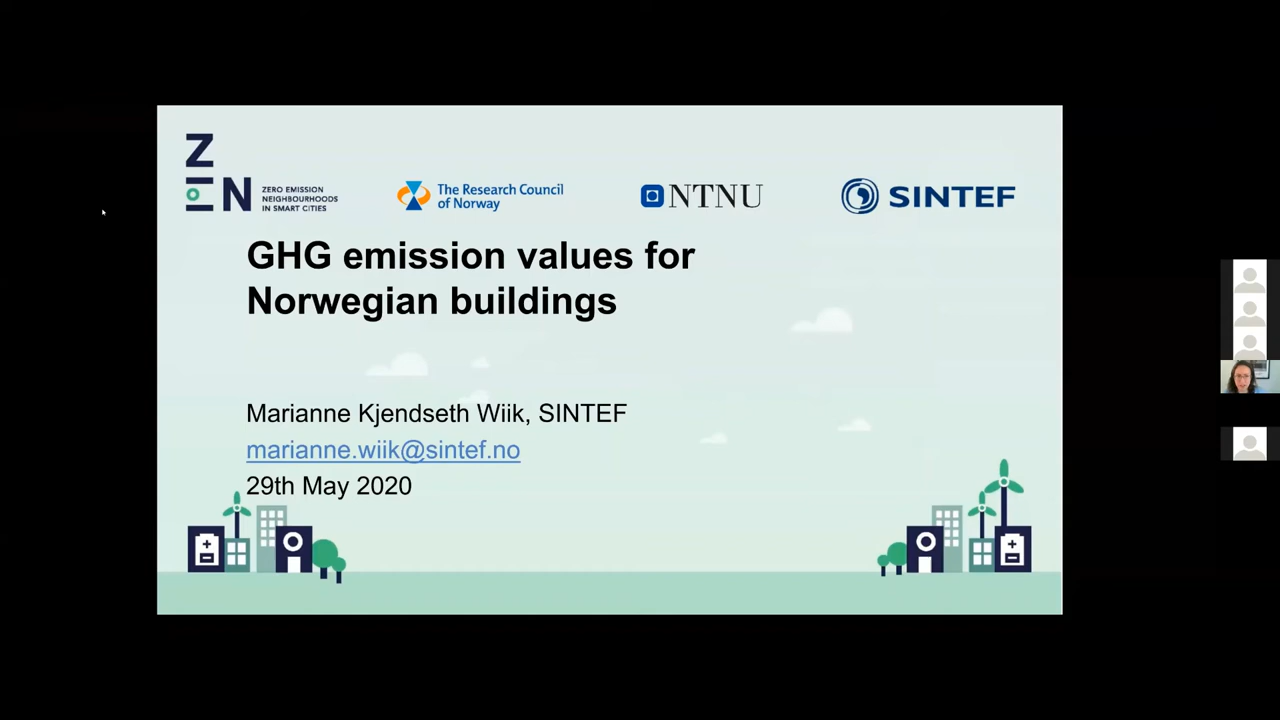 Z
EN
ZERO EMISSION
NEIGHBOURHOODS
IN SMART CITIES
The Research Council
of Norway
NTNU
SINTEF
GHG emission values for
Norwegian buildings
Marianne Kjendseth Wiik, SINTEF
marianne.wiik@sintef.no
29th May 2020